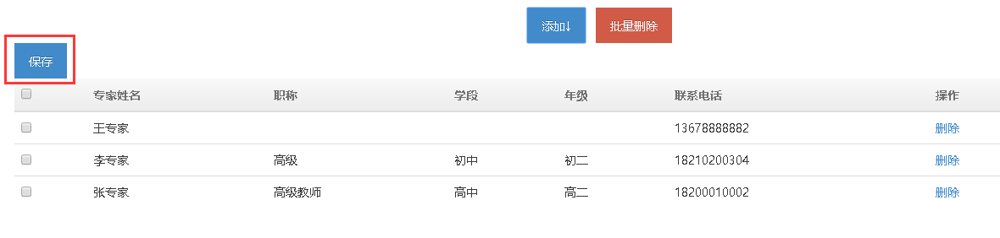 添加↓ 批量删除
保存
专家姓名 职称 学段 年级 联系电话 操作
王专家 13678888882 删除
李专家 高级 初中 初二 18210200304 删除
张专家 高级教师 高中 高二 18200010002 删除